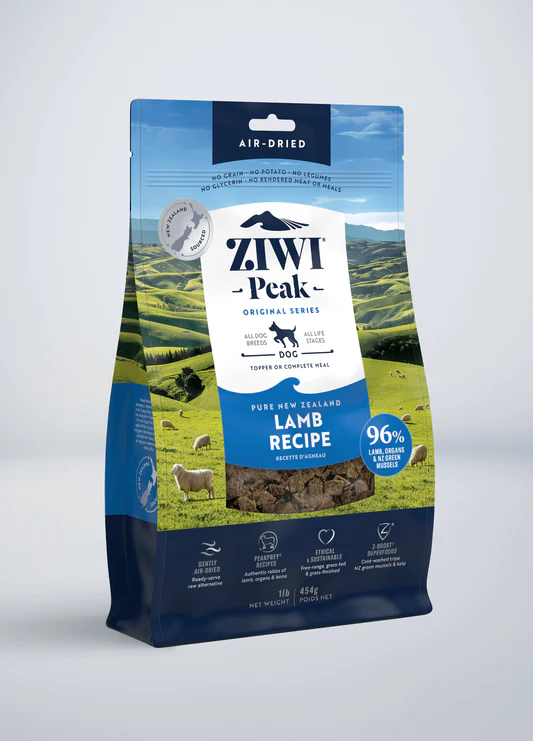 AIR-DRIED
NO GRAIN • NO POTATO • NO LEGUMES
NO GLYCERIN • NO RENDERED MEAT OR MEALS
NEW ZEALAND
SOURCED
ZIWI®
Peak
ORIGINAL SERIES
ALL DOG
BREEDS
ALL LIFE
STAGES
DOG
TOPPER OR COMPLETE MEAL
PURE NEW ZEALAND
LAMB
RECIPE
RECETTE D'AGNEAU
96%
LAMB, ORGANS
& NZ GREEN
MUSSELS
GENTLY
AIR-DRIED
Ready-serve
raw alternative
PEAKPREY®
RECIPES
Authentic ratios of
lamb, organs & bone
ETHICAL
& SUSTAINABLE
Free-range, grass-fed
& grass-finished
Z-BOOST®
SUPERFOODS
Cold-washed tripe,
NZ green mussels & kelp
1lb
NET WEIGHT
454g
POIDS NET